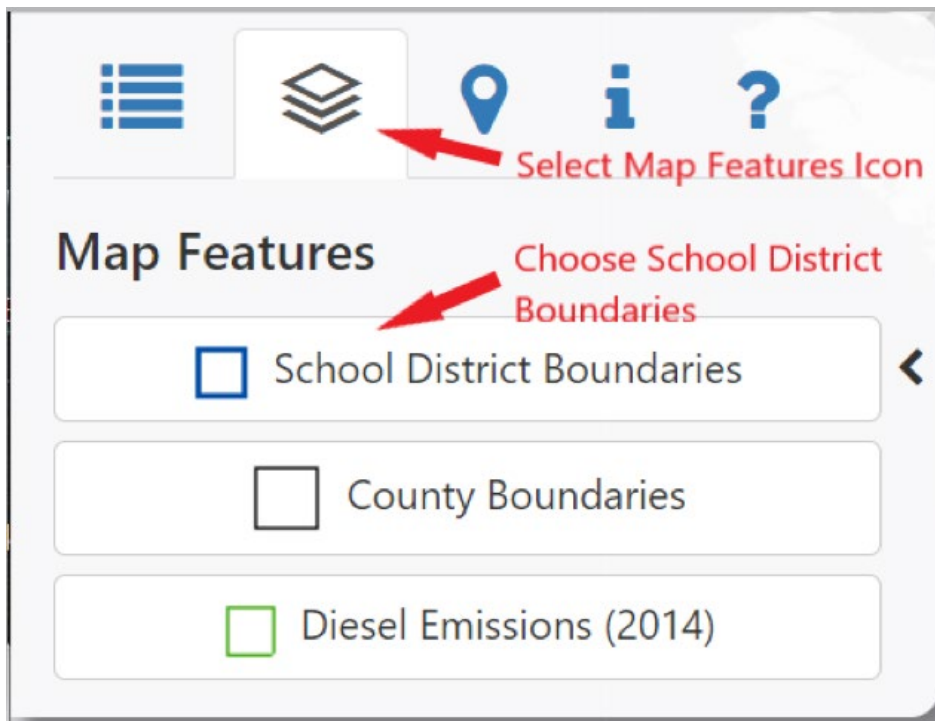 Select Map Features Icon
Map Features
Choose School District
Boundaries
School District Boundaries
County Boundaries
Diesel Emissions (2014)